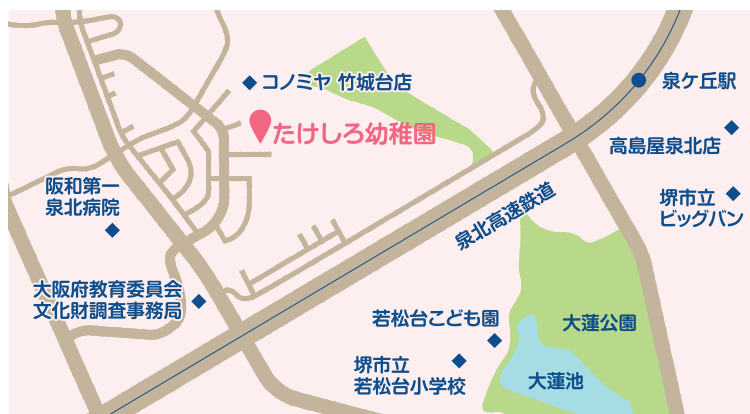 コノミヤ 竹城台店
泉ケ丘駅
たけしろ幼稚園
高島屋泉北店
阪和第一
泉北病院
堺市立
ビッグバン
泉北高速鉄道
大阪府教育委員会
文化財調査事務局
若松台こども園
大蓮公園
堺市立
若松台小学校
大蓮池